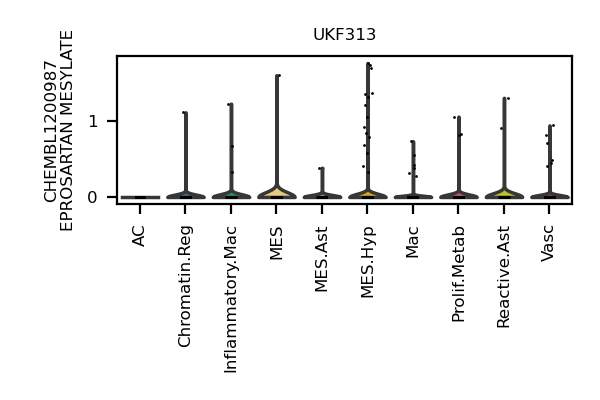 UKF313
CHEMBL1200987
EPROSARTAN MESYLATE
1
0
AC
Chromatin.Reg
Inflammatory.Mac
MES
MES.Ast
MES.Hyp
Mac
Prolif.Metab
Reactive.Ast
Vasc